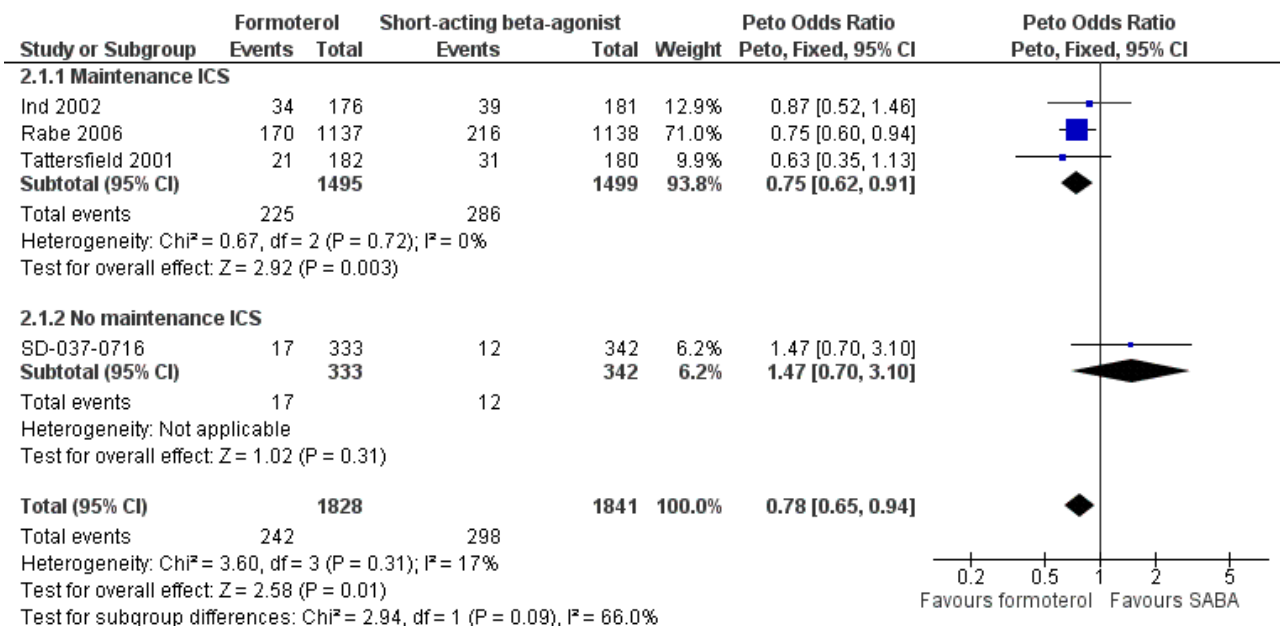 Formoterol Short-acting beta-agonist Peto Odds Ratio Peto Odds Ratio
Study or Subgroup Events Total Events Total Weight Peto, Fixed, 95% CI Peto, Fixed, 95% CI
2.1.1 Maintenance ICS
Ind 2002 34 176 39 181 12.9% 0.87 [0.52, 1.46]
Rabe 2006 170 1137 216 1138 71.0% 0.75 [0.60, 0.94]
Tattersfield 2001 21 182 31 180 9.9% 0.63 [0.35, 1.13]
Subtotal (95% CI) 1495 1499 93.8% 0.75 [0.62, 0.91]
Total events 225 286
Heterogeneity: Chi² = 0.67, df = 2 (P = 0.72); I² = 0%
Test for overall effect: Z = 2.92 (P = 0.003)
2.1.2 No maintenance ICS
SD-037-0716 17 333 12 342 6.2% 1.47 [0.70, 3.10]
Subtotal (95% CI) 333 342 6.2% 1.47 [0.70, 3.10]
Total events 17 12
Heterogeneity: Not applicable
Test for overall effect: Z = 1.02 (P = 0.31)
Total (95% CI) 1828 1841 100.0% 0.78 [0.65, 0.94]
Total events 242 298
Heterogeneity: Chi² = 3.60, df = 3 (P = 0.31); I² = 17%
Test for overall effect: Z = 2.58 (P = 0.01)
Test for subgroup differences: Chi² = 2.94, df = 1 (P = 0.09), I² = 66.0%
0.2 0.5 1 2 5
Favours formoterol Favours SABA